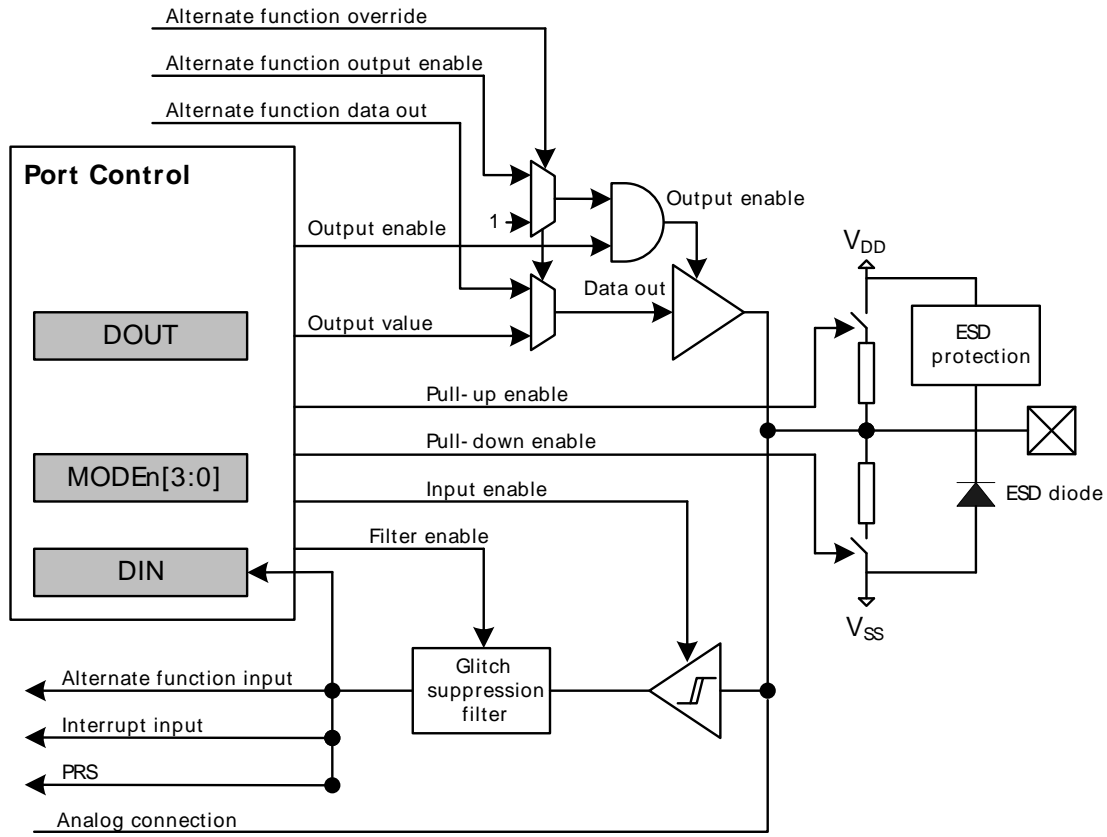 Alternate function override
Alternate function output enable
Alternate function data out
Port Control
1
Output enable
Output enable
Data out
DOUT
Output value
VDD
ESD
protection
Pull-up enable
Pull-down enable
MODEn[3:0]
Input enable
ESD diode
Filter enable
DIN
VSS
Glitch
suppression
filter
Alternate function input
Interrupt input
PRS
Analog connection